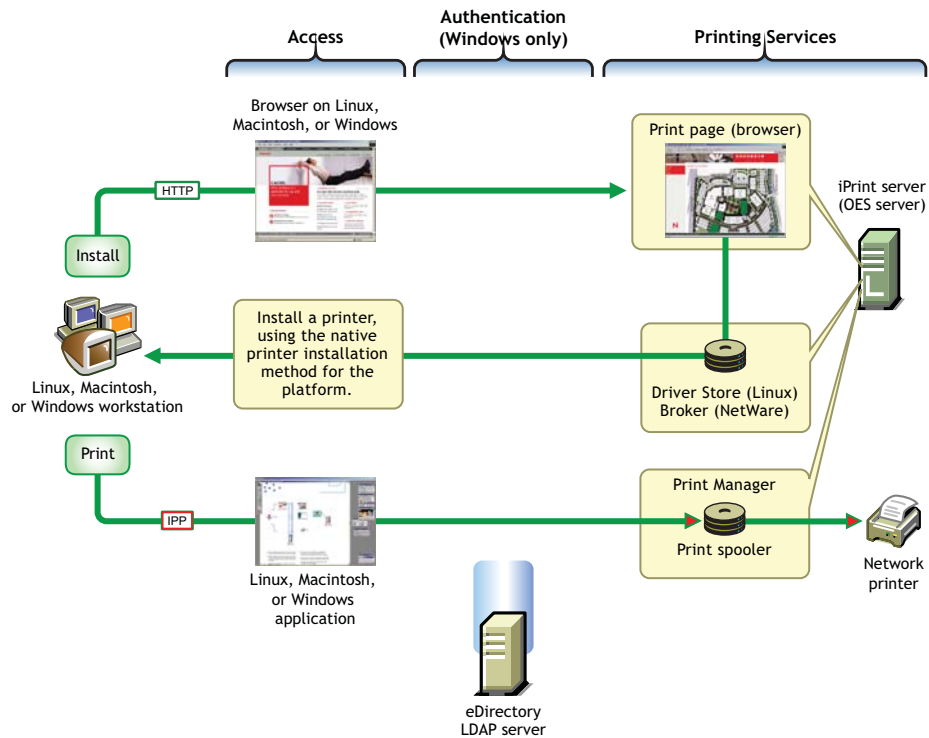 Access
Authentication
(Windows only)
Printing Services
Browser on Linux,
Macintosh, or Windows
Print page (browser)
HTTP
iPrint server
(OES server)
Install
N
Install a printer,
using the native
printer installation
method for the
platform.
Linux, Macintosh,
or Windows workstation
Driver Store (Linux)
Broker (NetWare)
Print
Print Manager
IPP
Print spooler
Network
printer
Linux, Macintosh,
or Windows
application
eDirectory
LDAP server